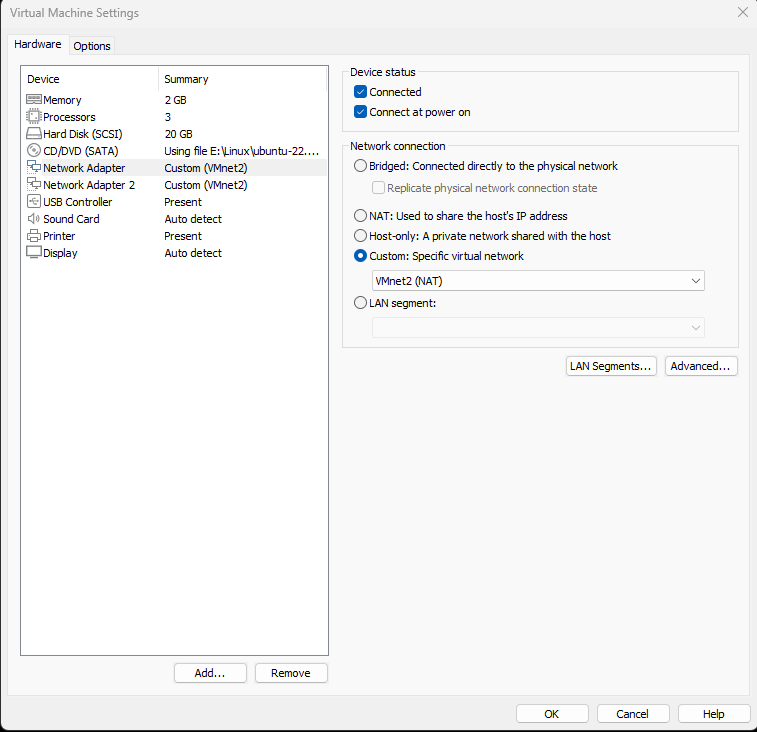 Virtual Machine Settings
Hardware Options
Device Summary
Memory 2 GB
Processors 3
Hard Disk (SCSI) 20 GB
CD/DVD (SATA) Using file E:\Linux\ubuntu-22....
Network Adapter Custom (VMnet2)
Network Adapter 2 Custom (VMnet2)
USB Controller Present
Sound Card Auto detect
Printer Present
Display Auto detect
Add... Remove
Device status
Connected
Connect at power on
Network connection
Bridged: Connected directly to the physical network
Replicate physical network connection state
NAT: Used to share the host's IP address
Host-only: A private network shared with the host
Custom: Specific virtual network
VMnet2 (NAT)
LAN segment:
LAN Segments... Advanced...
OK Cancel Help